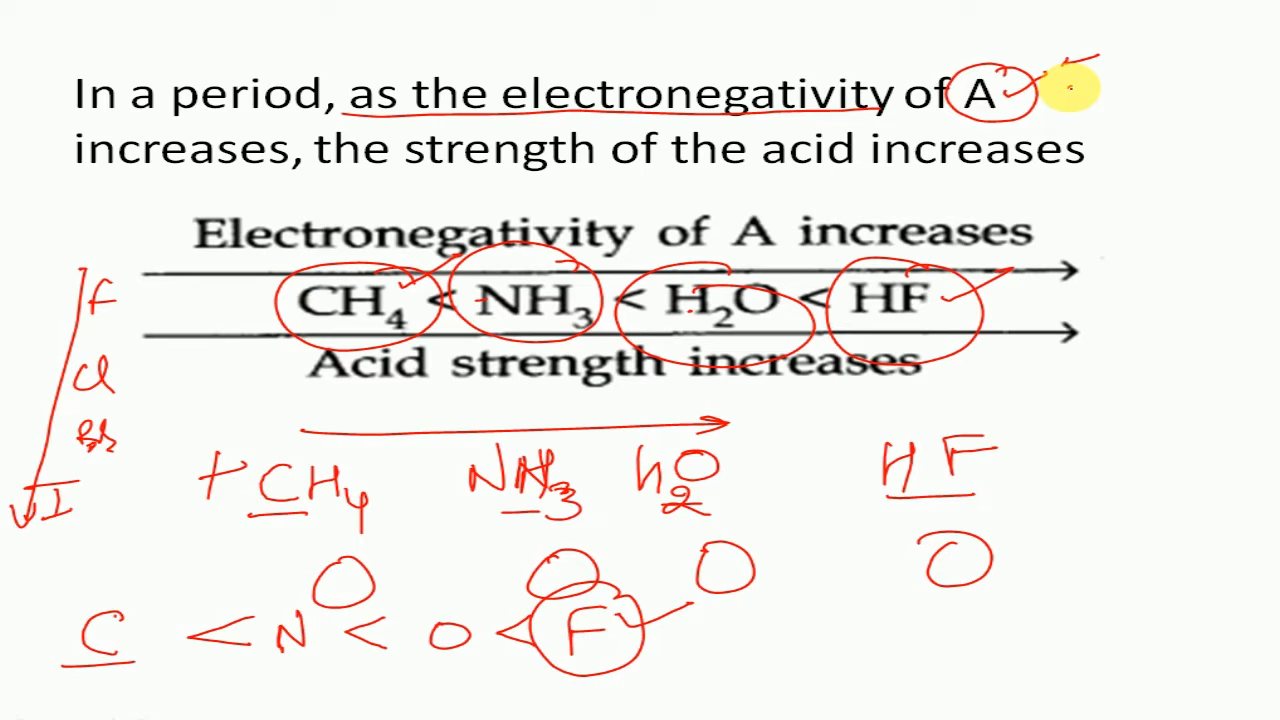 In a period, as the electronegativity of A
increases, the strength of the acid increases
Electronegativity of A increases
CH₄ < NH₃ < H₂O < HF
Acid strength increases
F
Cl
Br
I
CH₄ NH₃ h₂O HF
C < N < O < F